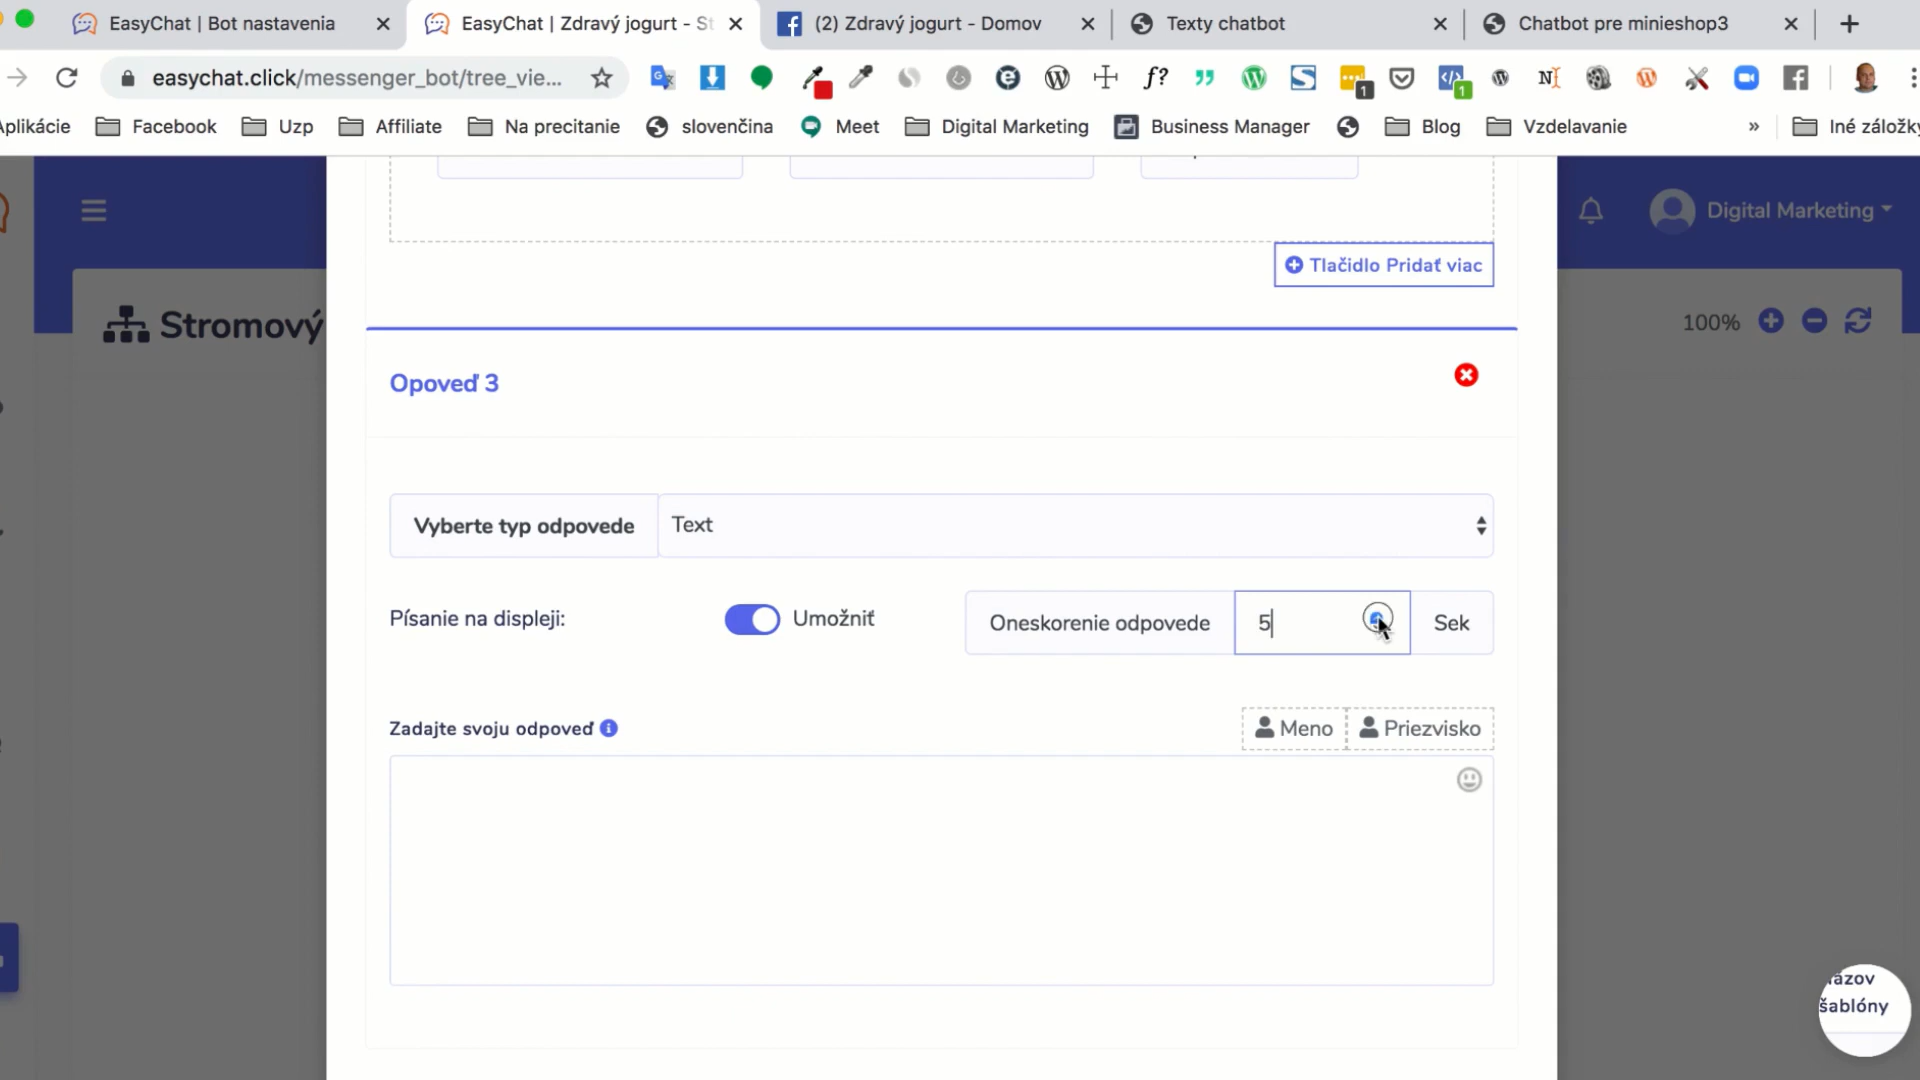 EasyChat | Bot nastavenia
EasyChat | Zdravý jogurt - St
(2) Zdravý jogurt - Domov
Texty chatbot
Chatbot pre minieshop3
easychat.click/messenger_bot/tree_vie...
plikácie
Facebook
Uzp
Affiliate
Na precitanie
slovenčina
Meet
Digital Marketing
Business Manager
Blog
Vzdelavanie
»
Iné záložky
Digital Marketing
Tlačidlo Pridať viac
Stromový
100%
Opoveď 3
Vyberte typ odpovede
Text
Písanie na displeji:
Umožniť
Oneskorenie odpovede
5
Sek
Zadajte svoju odpoveď
Meno
Priezvisko
ázov
šablóny